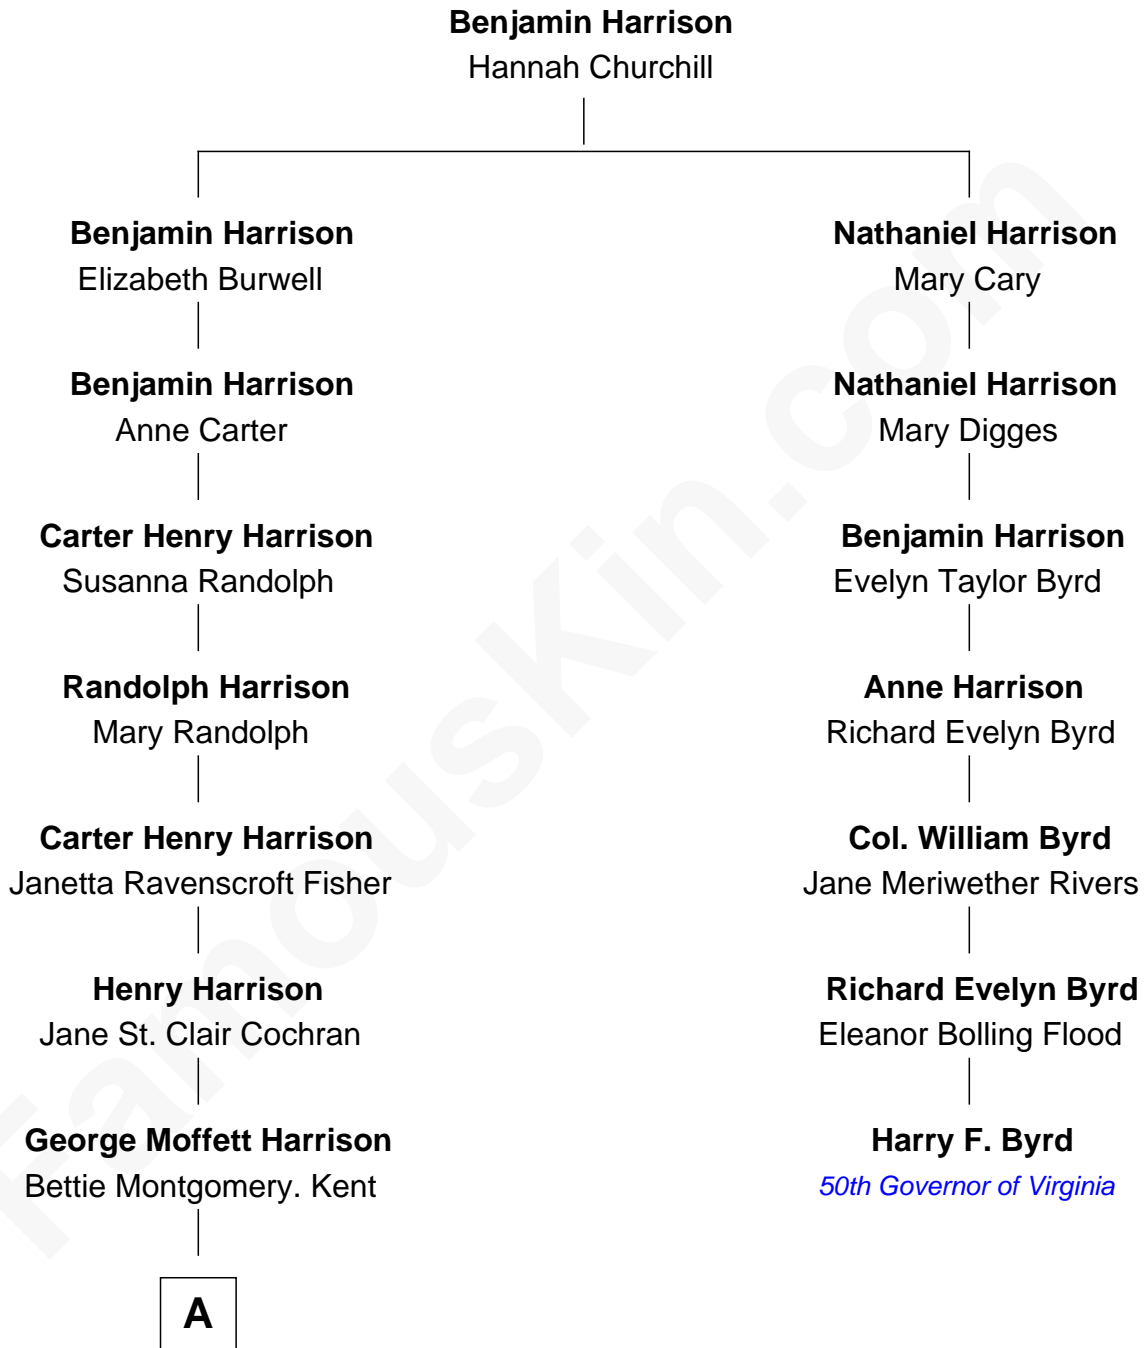 Benjamin Harrison
Hannah Churchill
Benjamin Harrison
Elizabeth Burwell
Nathaniel Harrison
Mary Cary
Benjamin Harrison
Anne Carter
Nathaniel Harrison
Mary Digges
Carter Henry Harrison
Susanna Randolph
Benjamin Harrison
Evelyn Taylor Byrd
Randolph Harrison
Mary Randolph
Anne Harrison
Richard Evelyn Byrd
Carter Henry Harrison
Janetta Ravenscroft Fisher
Col. William Byrd
Jane Meriwether Rivers
Henry Harrison
Jane St. Clair Cochran
Richard Evelyn Byrd
Eleanor Bolling Flood
George Moffett Harrison
Bettie Montgomery. Kent
Harry F. Byrd
50th Governor of Virginia
A
FamousKin.com